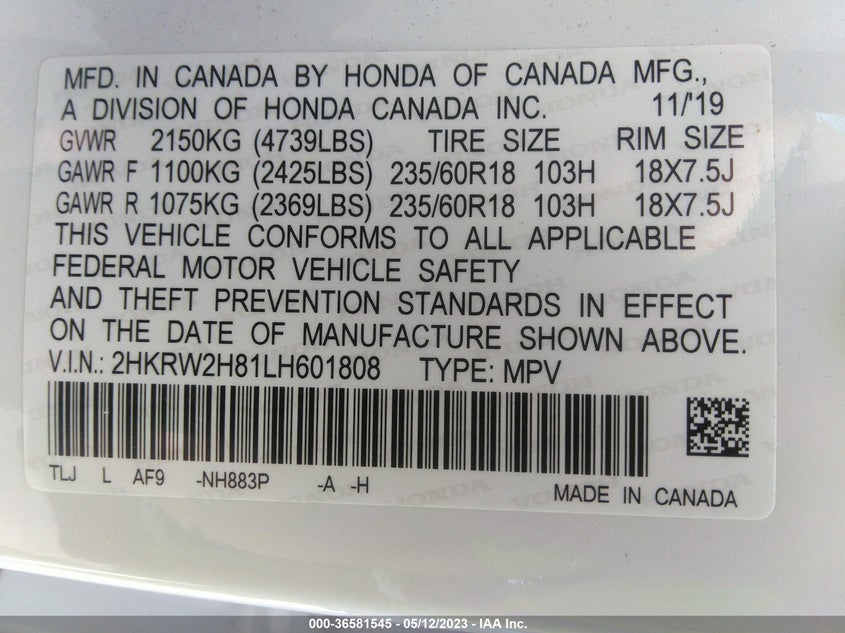 MFD. IN CANADA BY HONDA OF CANADA MFG.,
A DIVISION OF HONDA CANADA INC. 11/'19
GVWR 2150KG (4739LBS) TIRE SIZE RIM SIZE
GAWR F 1100KG (2425LBS) 235/60R18 103H 18X7.5J
GAWR R 1075KG (2369LBS) 235/60R18 103H 18X7.5J
THIS VEHICLE CONFORMS TO ALL APPLICABLE
FEDERAL MOTOR VEHICLE SAFETY
AND THEFT PREVENTION STANDARDS IN EFFECT
ON THE DATE OF MANUFACTURE SHOWN ABOVE.
V.I.N.: 2HKRW2H81LH601808 TYPE: MPV
TLJ L AF9 -NH883P -A -H
MADE IN CANADA
000-36581545 - 05/12/2023 - IAA Inc.